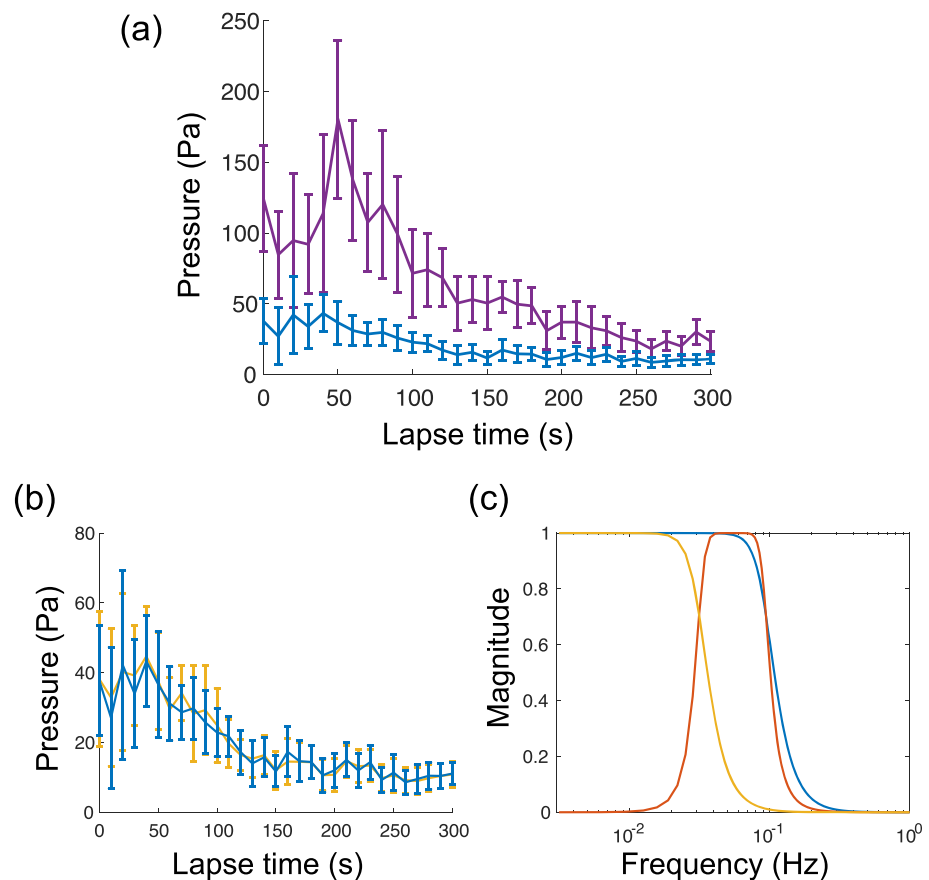 (a)
Pressure (Pa)
250
200
150
100
50
0
0 50 100 150 200 250 300
Lapse time (s)
(b)
Pressure (Pa)
80
60
40
20
0
0 50 100 150 200 250 300
Lapse time (s)
(c)
Magnitude
1
0.8
0.6
0.4
0.2
0
10-2 10-1 100
Frequency (Hz)